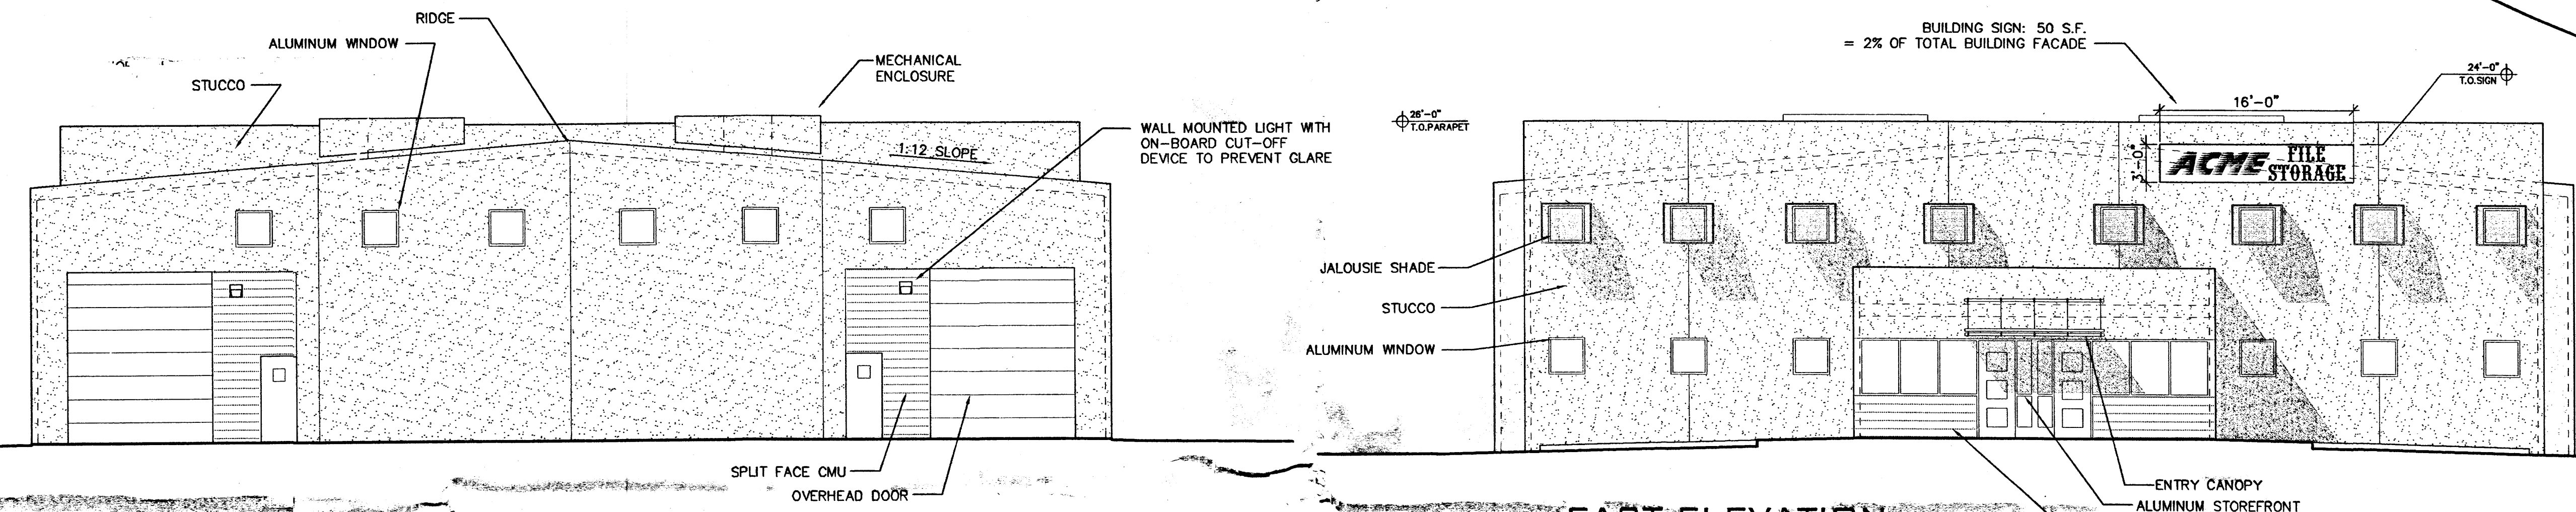 RIDGE
ALUMINUM WINDOW
STUCCO
MECHANICAL
ENCLOSURE
WALL MOUNTED LIGHT WITH
ON-BOARD CUT-OFF
DEVICE TO PREVENT GLARE
1:12 SLOPE
SPLIT FACE CMU
OVERHEAD DOOR
BUILDING SIGN: 50 S.F.
= 2% OF TOTAL BUILDING FACADE
24'-0"
T.O.SIGN
16'-0"
T.O.PARAPET
3'-0"
ACME FILE
STORAGE
JALOUSIE SHADE
STUCCO
ALUMINUM WINDOW
ENTRY CANOPY
ALUMINUM STOREFRONT
EAST ELEVATION